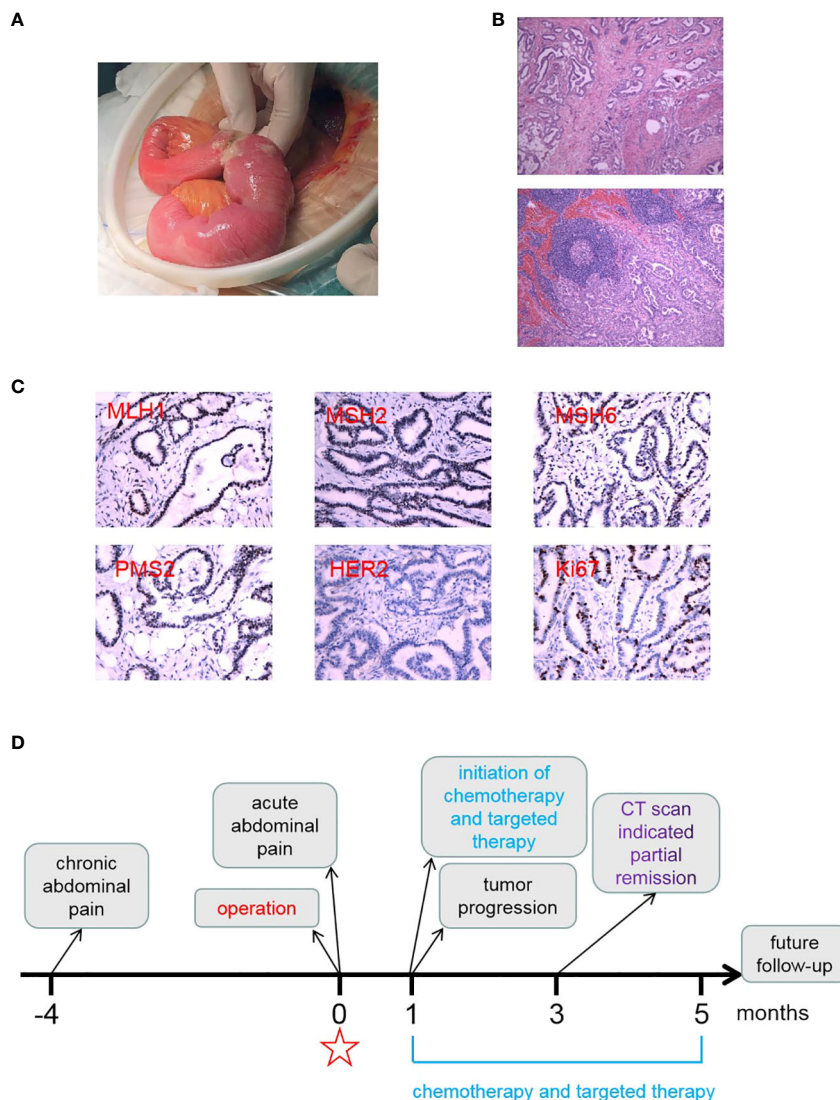 A
B
C
MLH1
MSH2
MSH6
PMS2
HER2
Ki67
D
chronic
abdominal
pain
acute
abdominal
pain
operation
initiation of
chemotherapy
and targeted
therapy
tumor
progression
CT scan
indicated
partial
remission
future
follow-up
-4
0
1
3
5
months
chemotherapy and targeted therapy